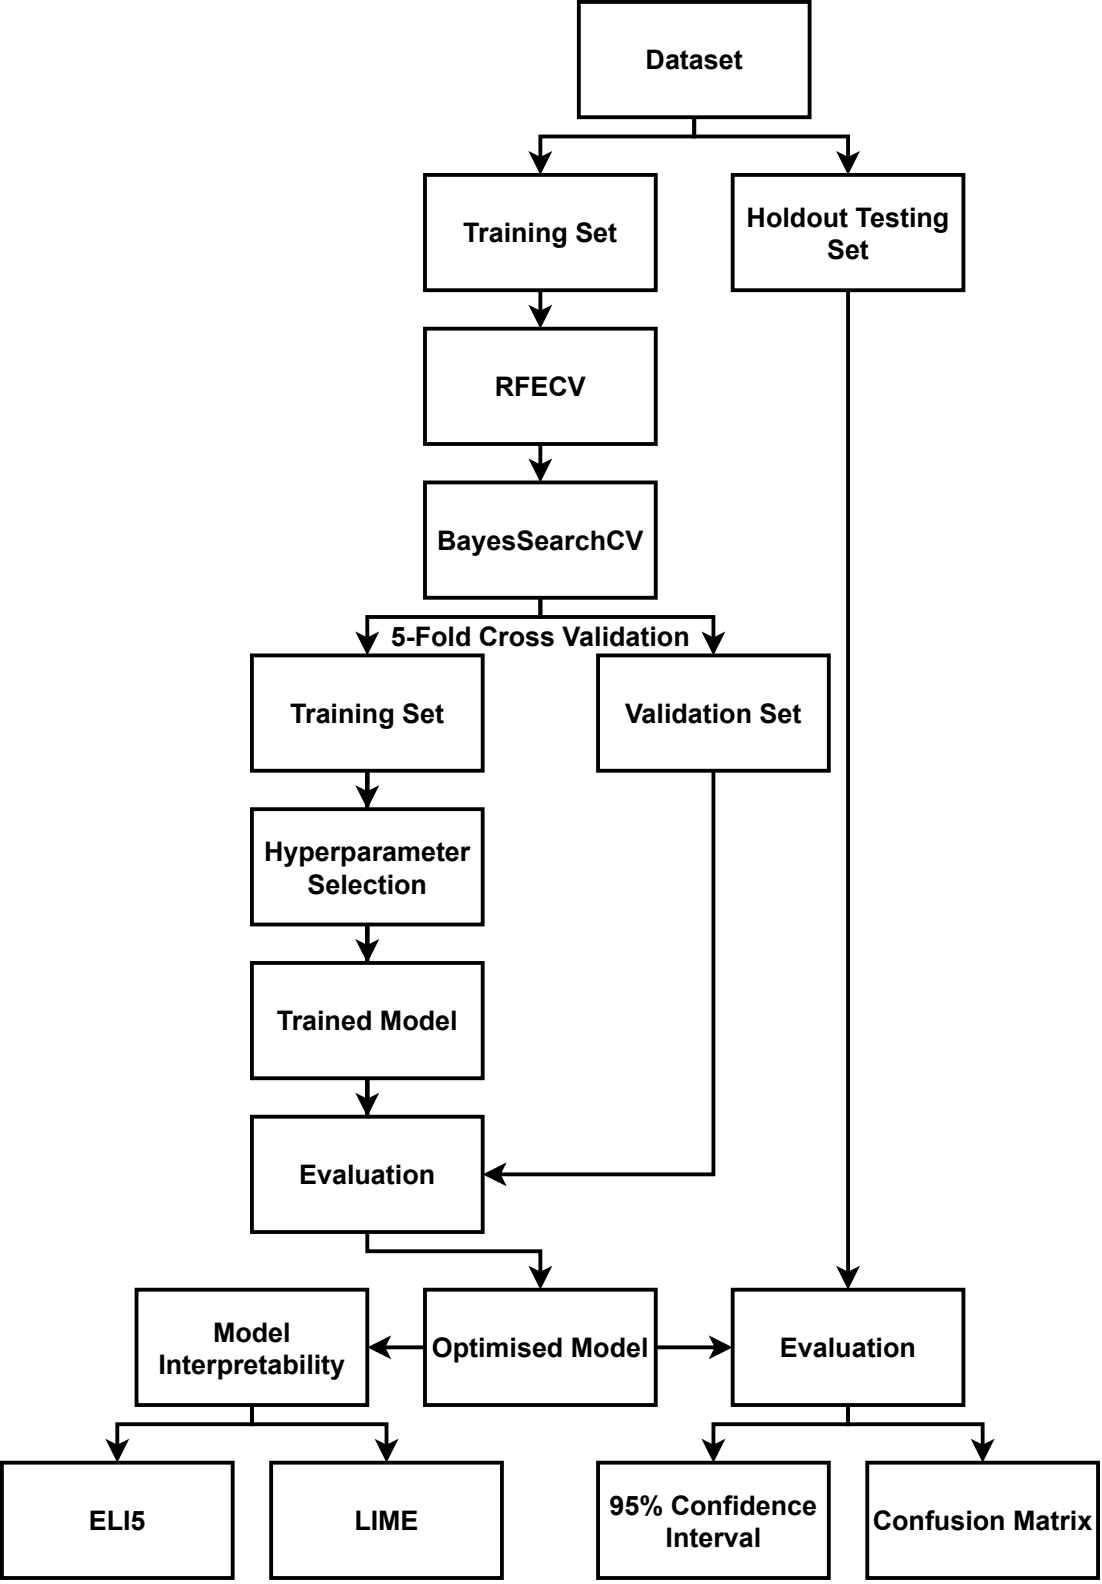 Dataset
Training Set
Holdout Testing
Set
RFECV
BayesSearchCV
5-Fold Cross Validation
Training Set
Validation Set
Hyperparameter
Selection
Trained Model
Evaluation
Model
Interpretability
Optimised Model
Evaluation
ELI5
LIME
95% Confidence
Interval
Confusion Matrix